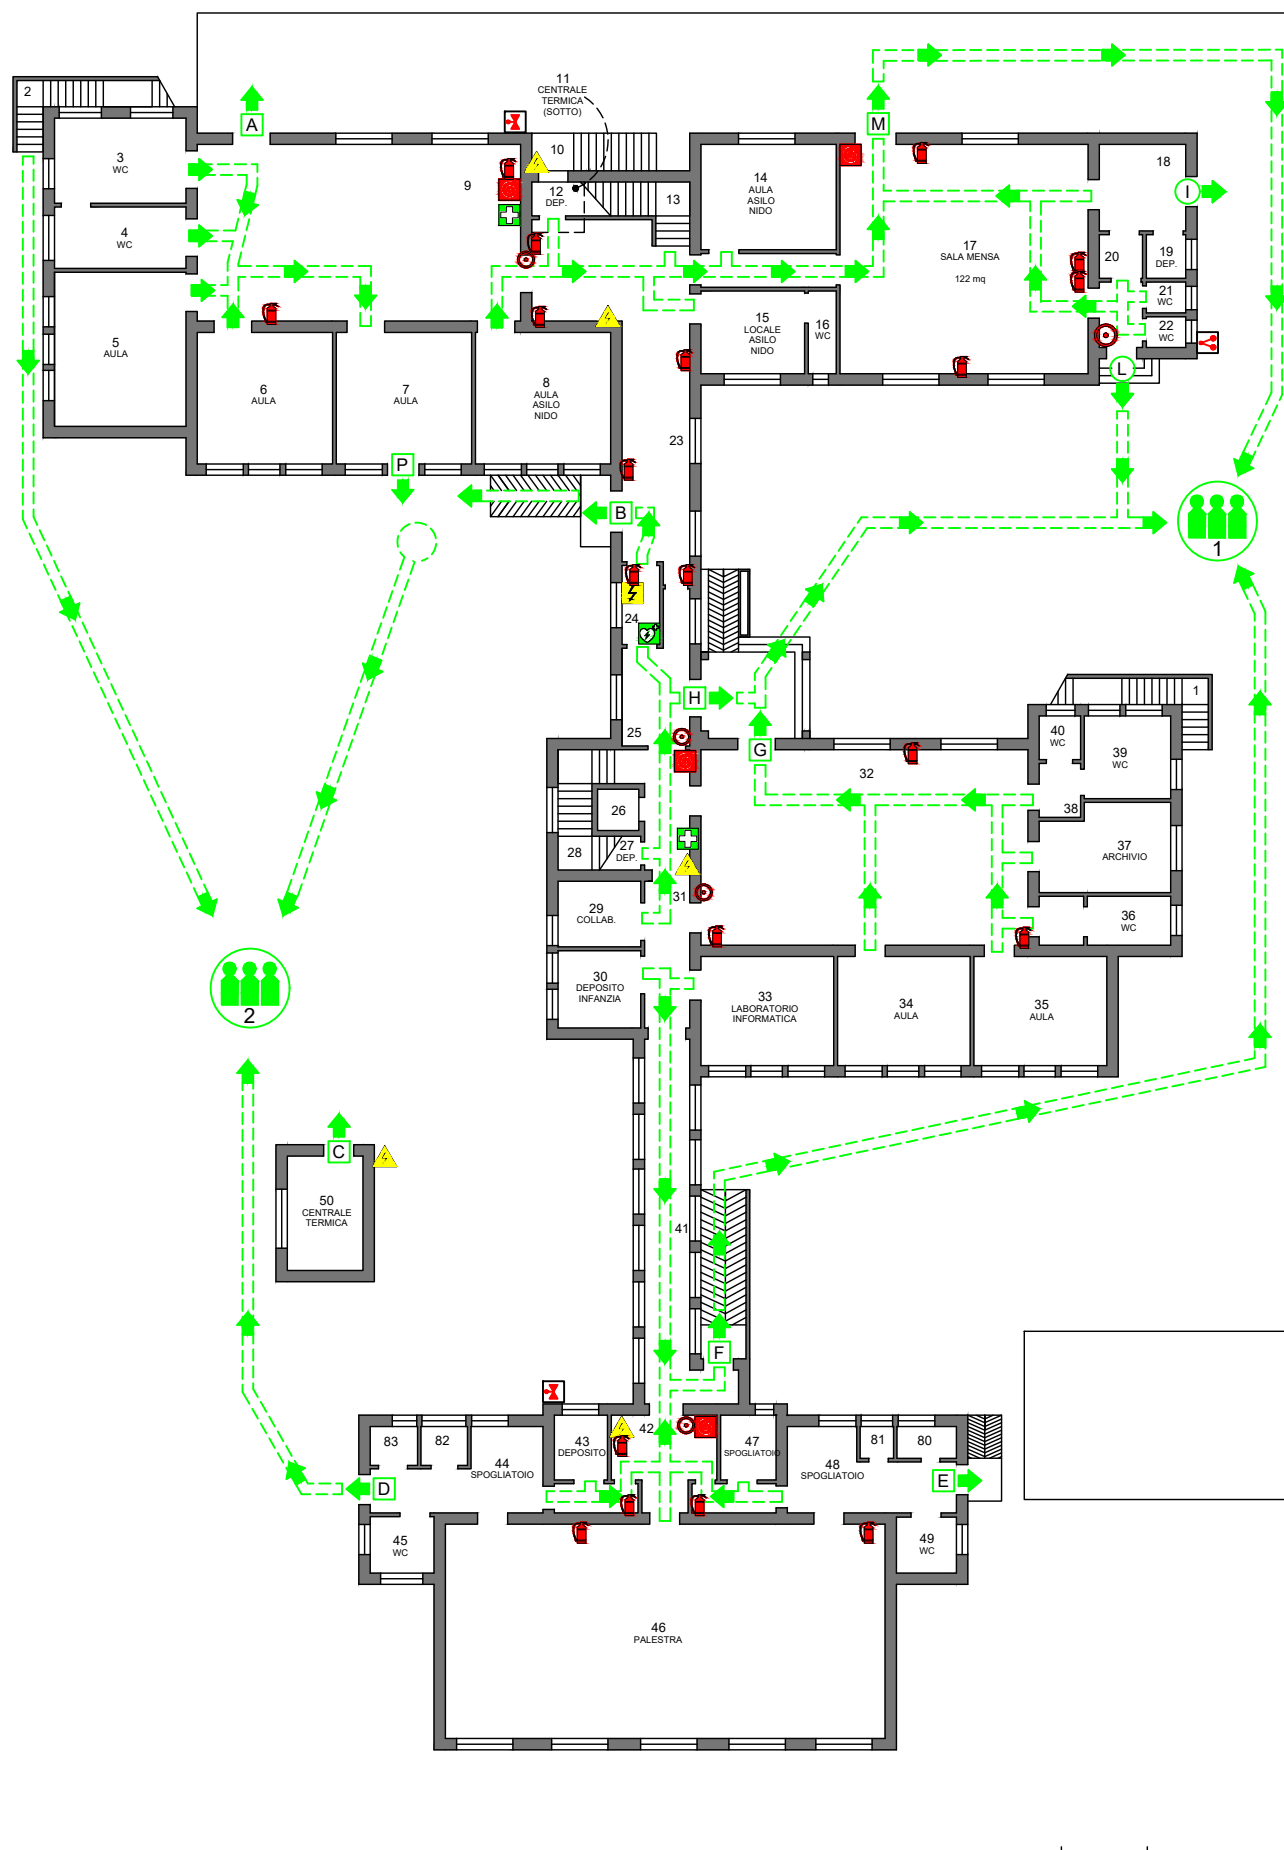 11
CENTRALE
TERMICA
(SOTTO)
2
A
M
3
WC
9
10
14
AULA
ASILO
NIDO
18
I
12
DEP.
13
4
WC
17
SALA MENSA
122 mq
20
19
DEP.
21
WC
22
WC
5
AULA
15
LOCALE
ASILO
NIDO
16
WC
L
6
AULA
7
AULA
8
AULA
ASILO
NIDO
23
P
B
1
24
H
1
25
G
40
WC
39
WC
32
26
38
28
27
DEP.
37
ARCHIVIO
31
29
COLLAB.
36
WC
30
DEPOSITO
INFANZIA
33
LABORATORIO
INFORMATICA
34
AULA
35
AULA
2
C
50
CENTRALE
TERMICA
41
F
42
83
82
43
DEPOSITO
44
SPOGLIATOIO
47
SPOGLIATOIO
48
SPOGLIATOIO
81
80
D
E
45
WC
49
WC
46
PALESTRA